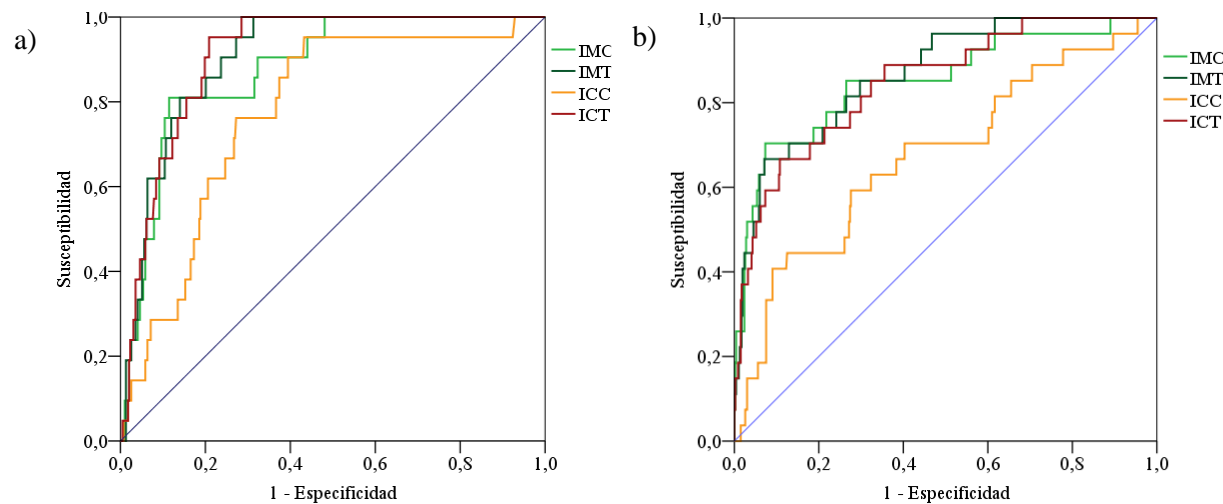 a)
1,0
0,8
0,6
0,4
0,2
0,0
Susceptibilidad
0,0 0,2 0,4 0,6 0,8 1,0
1 - Especificidad
IMC
IMT
ICC
ICT
b)
1,0
0,8
0,6
0,4
0,2
0,0
Susceptibilidad
0,0 0,2 0,4 0,6 0,8 1,0
1 - Especificidad
IMC
IMT
ICC
ICT